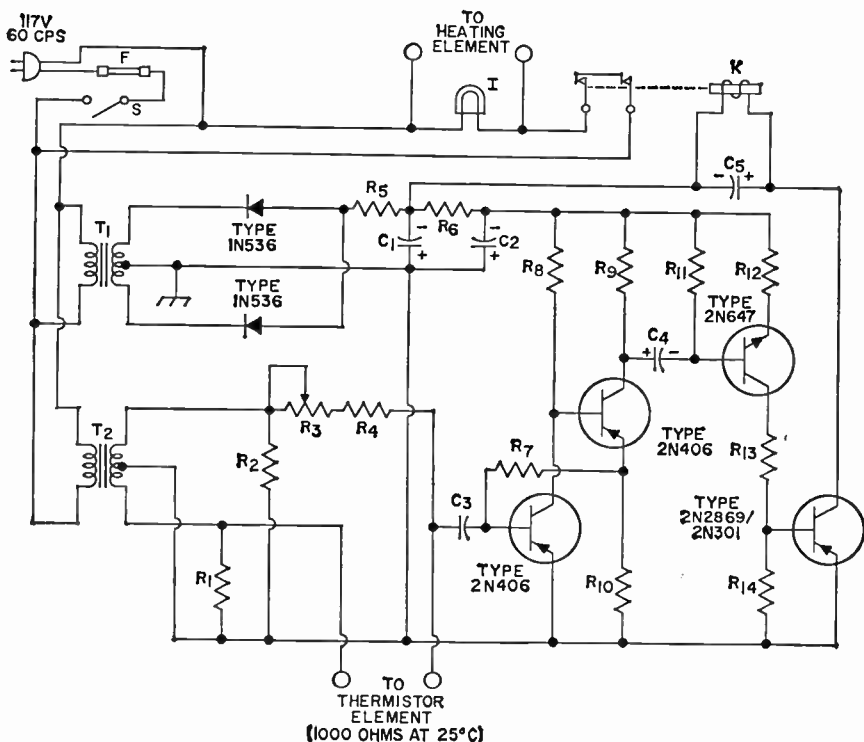 117V
60 CPS
F
S
TO
HEATING
ELEMENT
I
K
C5
- +
T1
TYPE
1N536
TYPE
1N536
R5
R6
C1
-
+
C2
-
+
R8
R9
R11
R12
TYPE
2N647
C4
+ -
T2
R3
R4
R2
R7
TYPE
2N406
R13
C3
TYPE
2N406
TYPE
2N2869/
2N301
R1
R10
R14
TO
THERMISTOR
ELEMENT
(1000 OHMS AT 25°C)